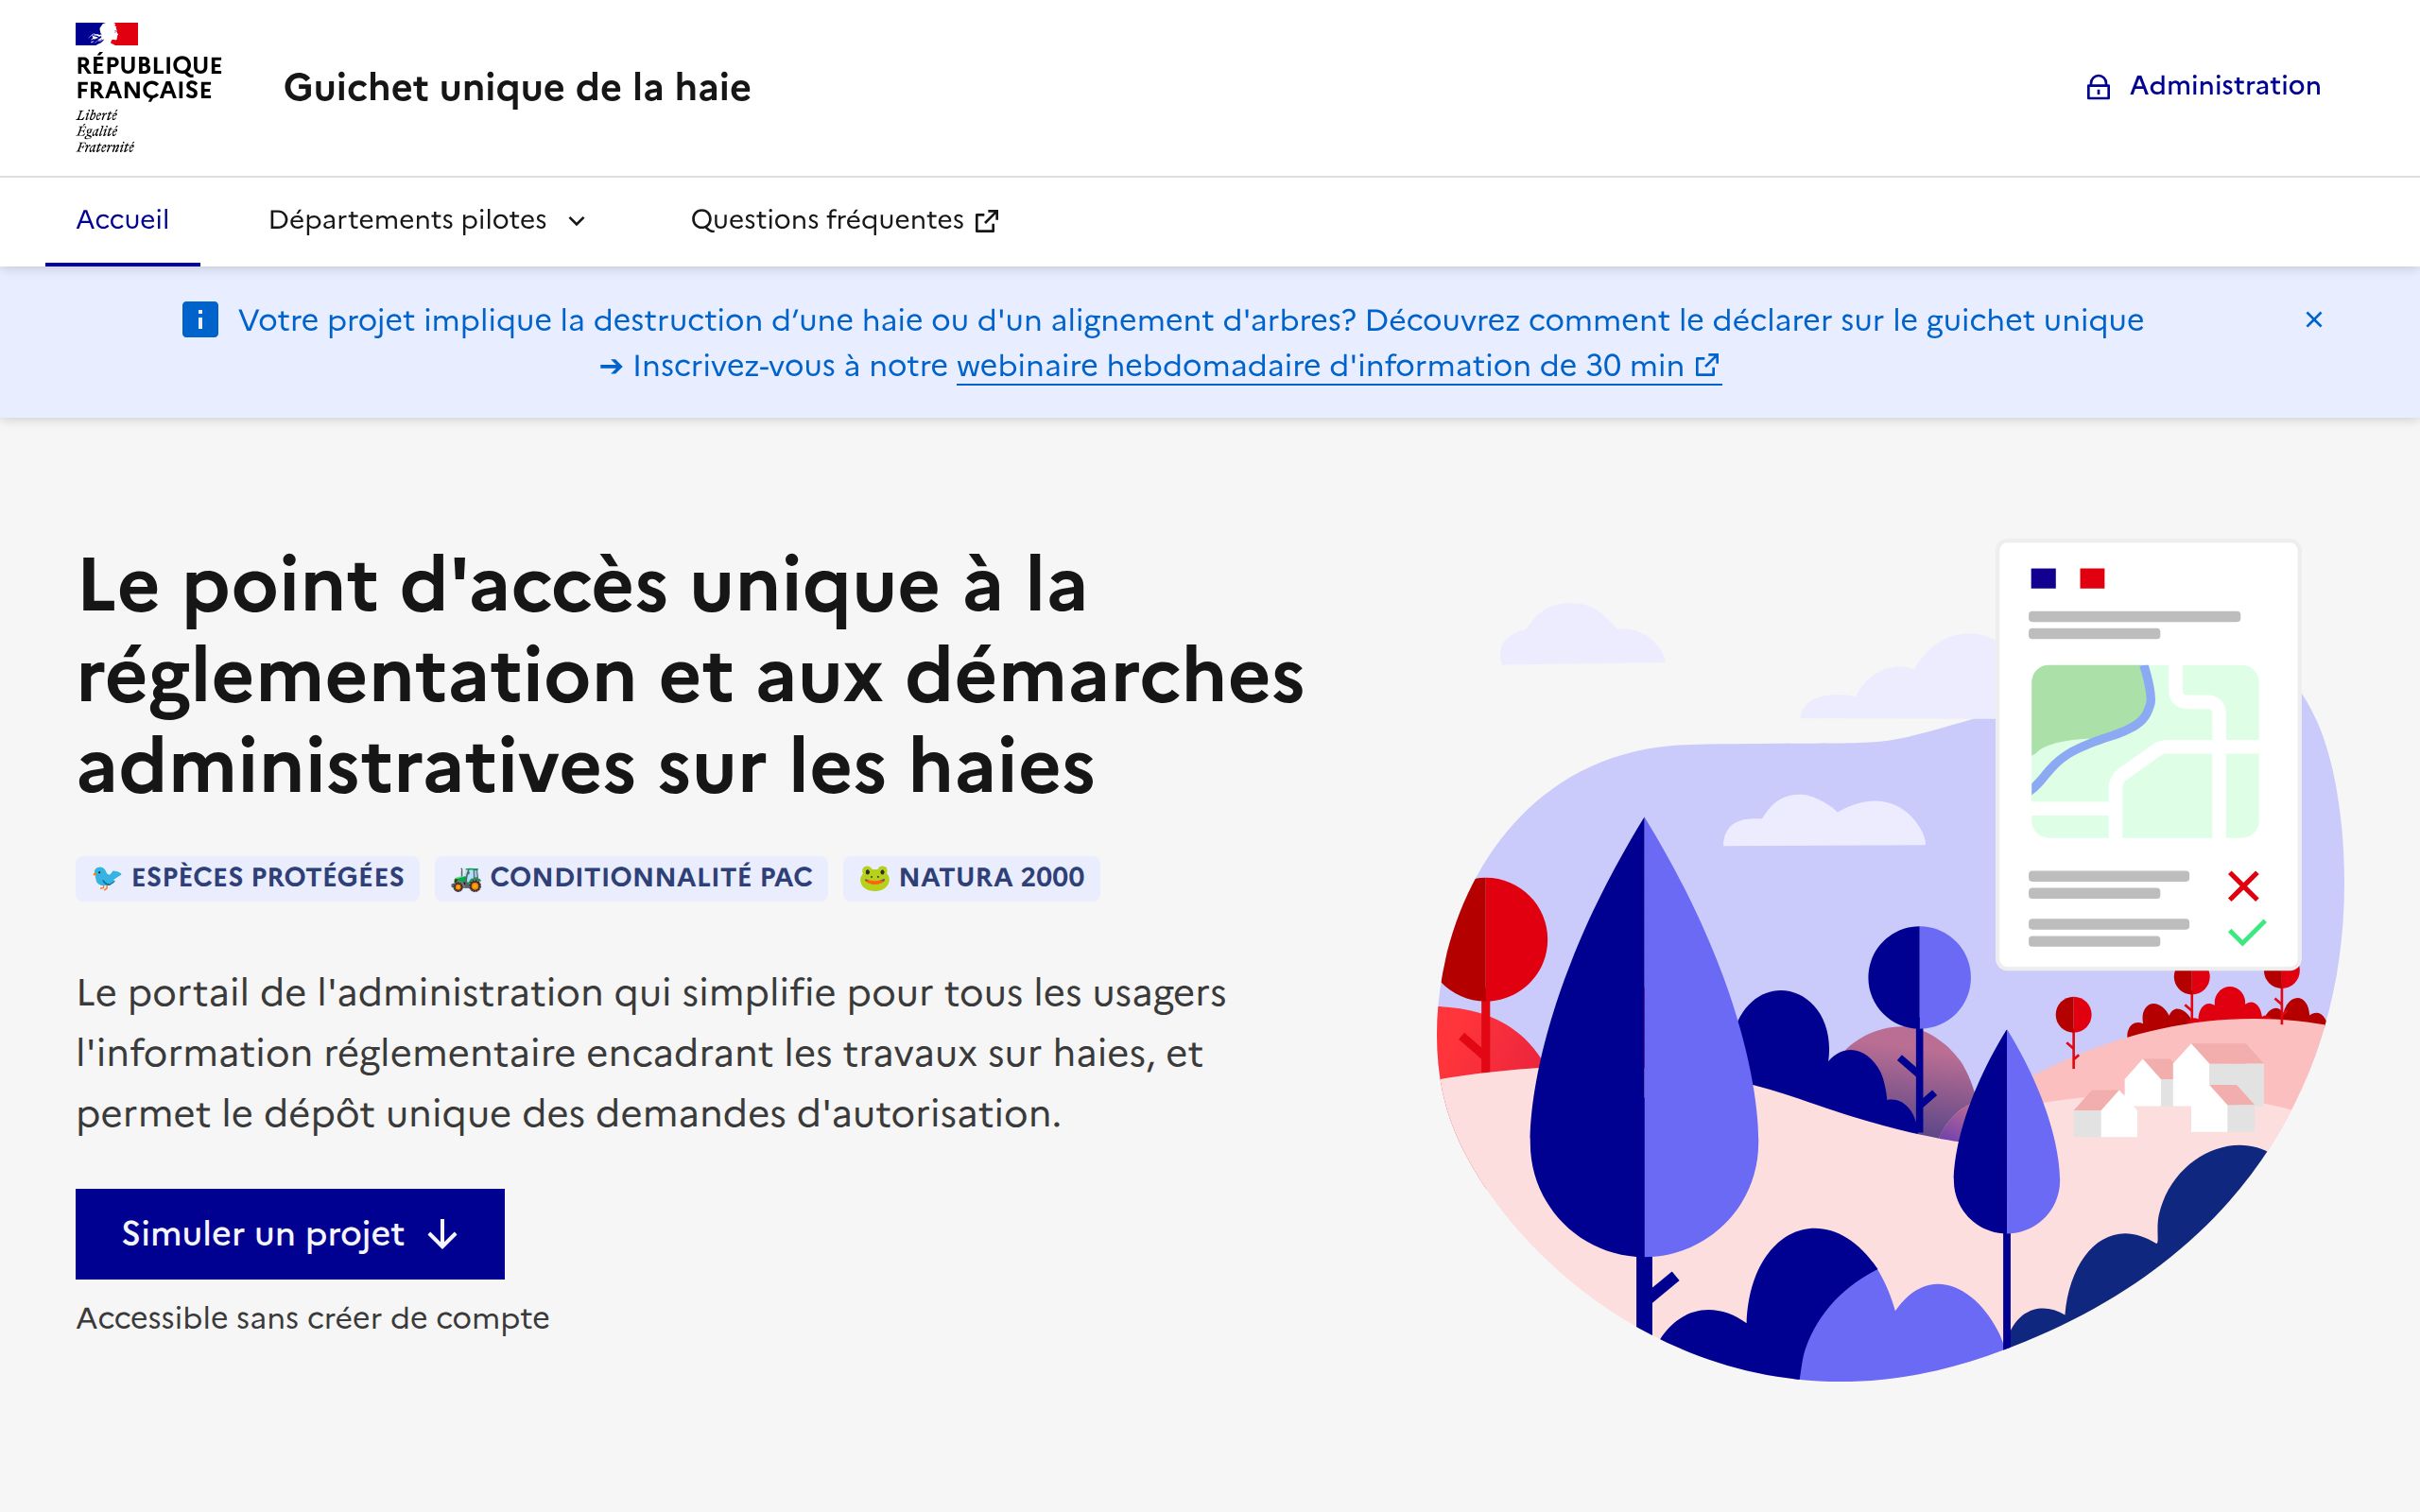 RÉPUBLIQUE
FRANÇAISE
Liberté
Égalité
Fraternité
Guichet unique de la haie
Administration
Accueil
Départements pilotes
Questions fréquentes
Votre projet implique la destruction d’une haie ou d'un alignement d'arbres? Découvrez comment le déclarer sur le guichet unique
➔ Inscrivez-vous à notre webinaire hebdomadaire d'information de 30 min
Le point d'accès unique à la
réglementation et aux démarches
administratives sur les haies
🐦 ESPÈCES PROTÉGÉES
🚜 CONDITIONNALITÉ PAC
🐸 NATURA 2000
Le portail de l'administration qui simplifie pour tous les usagers
l'information réglementaire encadrant les travaux sur haies, et
permet le dépôt unique des demandes d'autorisation.
Simuler un projet
Accessible sans créer de compte